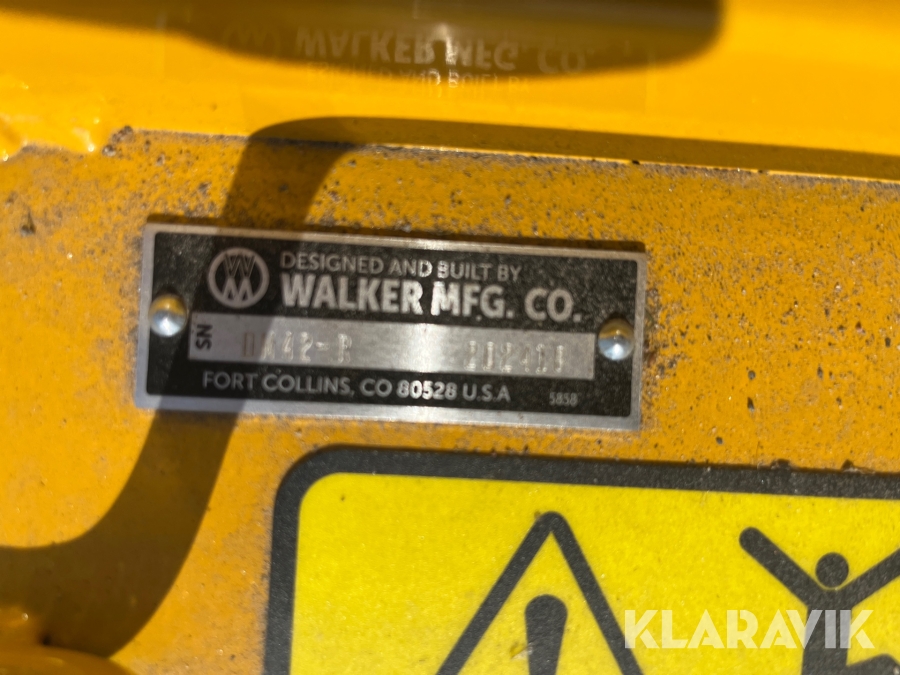 DESIGNED AND BUILT BY
WALKER MFG. CO.
SN
FORT COLLINS, CO 80528 U.S.A
5858
KLARAVIK